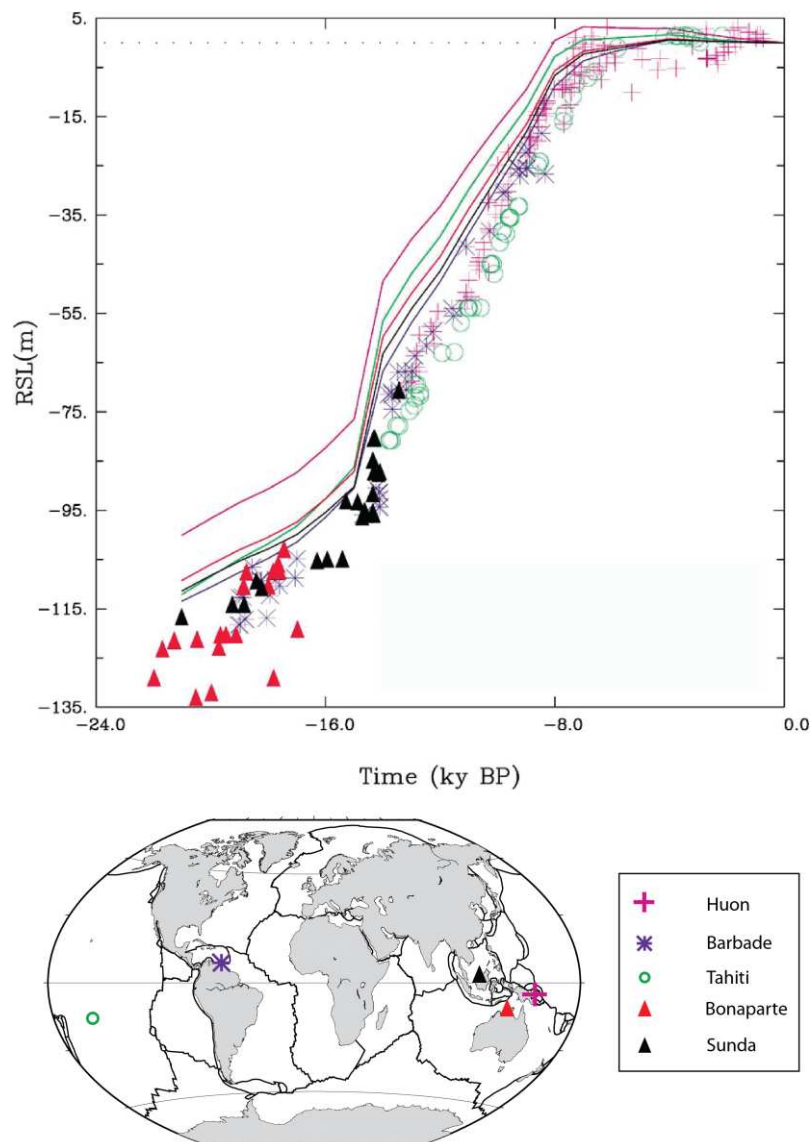 5.
−15.
−35.
−55.
−75.
−95.
−115.
−135.
RSL(m)
−24.0 −16.0 −8.0 0.0
Time (ky BP)
Huon
Barbade
Tahiti
Bonaparte
Sunda